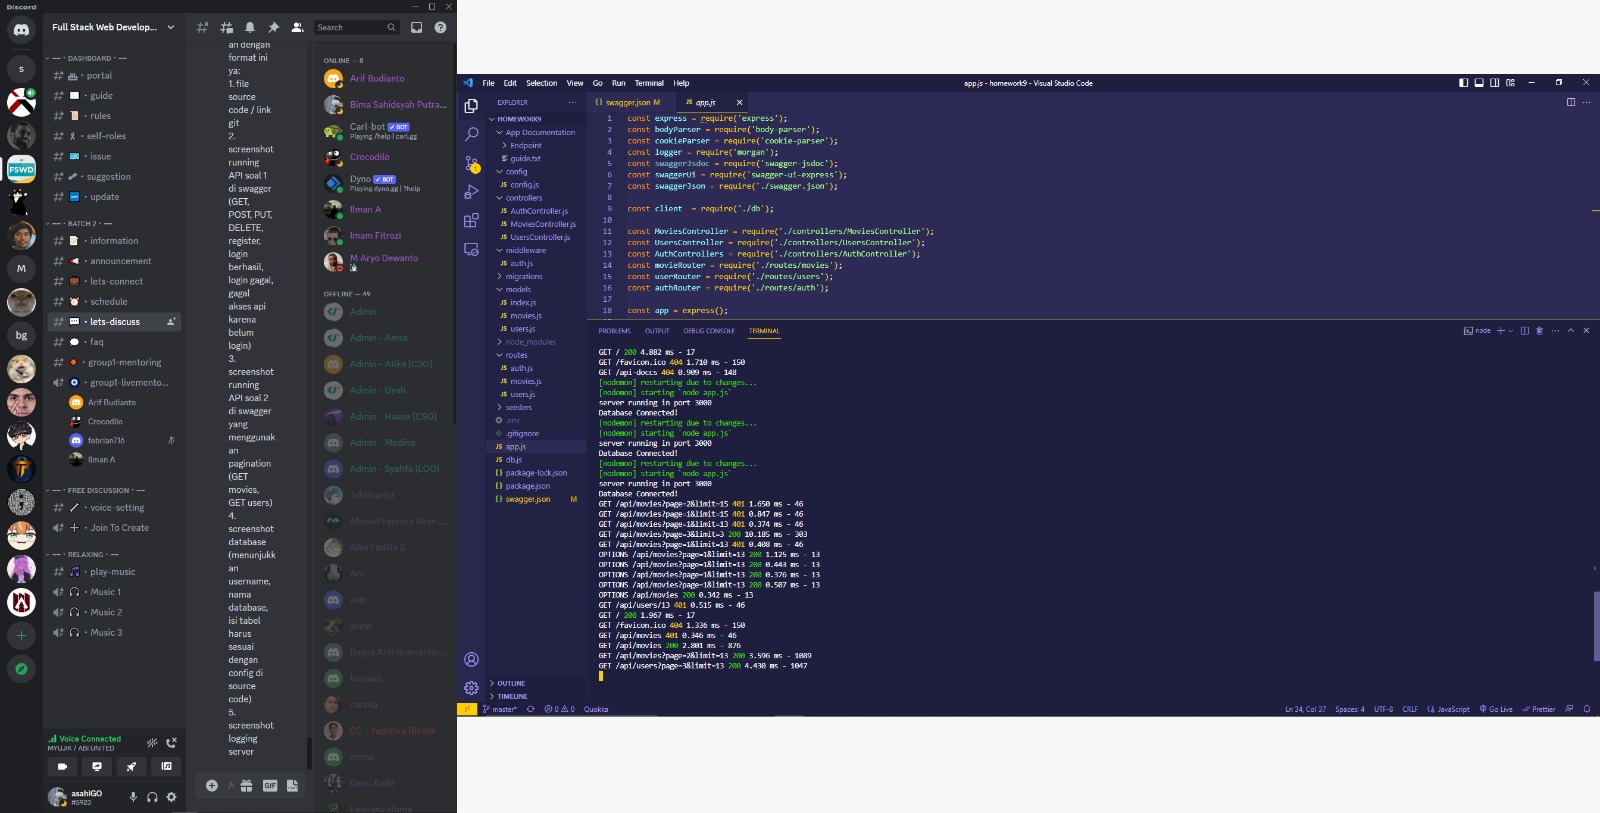 Discord
Full Stack Web Develop...
Search
DASHBOARD
portal
guide
rules
self-roles
issue
suggestion
update
BATCH 2
information
announcement
lets-connect
schedule
lets-discuss
faq
group1-mentoring
group1-livemento...
Arif Budianto
Crocodilo
febrian716
Ilman A
FREE DISCUSSION
voice-setting
Join To Create
RELAXING
play-music
Music 1
Music 2
Music 3
Voice Connected
MYUJIK / ABI UNITED
asahiGO
#5923
S
FSWD
M
bg
an dengan
format ini
ya:
1. file
source
code / link
git
2.
screenshot
running
API soal 1
di swagger
(GET,
POST, PUT,
DELETE,
register,
login
berhasil,
login gagal,
gagal
akses api
karena
belum
login)
3.
screenshot
running
API soal 2
di swagger
yang
menggunak
an
pagination
(GET
movies,
GET users)
4.
screenshot
database
(menunjukk
an
username,
nama
database,
isi tabel
harus
sesuai
dengan
config di
source
code)
5.
screenshot
logging
server
GIF
ONLINE — 8
Arif Budianto
Bima Sahidsyah Putra...
Carl-bot BOT
Playing /help | carl.gg
Crocodilo
Dyno BOT
Playing dyno.gg | ?help
Ilman A
Imam Fitrozi
M Aryo Dewanto
OFFLINE — 49
Admin
Admin - Amsa
Admin - Atika [CSO]
Admin - Dyah
Admin - Hasna [CSO]
Admin - Medina
Admin - Syahfa [LOD]
Adrimartja
Ahmad Faureza Azan...
Alka Fadilla S
Ara
avin
avinn
Bagus Arie Bramantis...
bayuadi
caraka
CC - Yudistira Rivaldi
cimiw
Danu Kadir
File Edit Selection View Go Run Terminal Help
app.js - homework9 - Visual Studio Code
EXPLORER
HOMEWORK9
App Documentation
Endpoint
guide.txt
config
config.js
controllers
AuthController.js
MoviesController.js
UsersController.js
middleware
auth.js
migrations
models
index.js
movies.js
users.js
node_modules
routes
auth.js
movies.js
users.js
seeders
.env
.gitignore
app.js
db.js
package-lock.json
package.json
swagger.json M
OUTLINE
TIMELINE
swagger.json M
app.js
1 const express = require('express');
2 const bodyParser = require('body-parser');
3 const cookieParser = require('cookie-parser');
4 const logger = require('morgan');
5 const swaggerJsdoc = require('swagger-jsdoc');
6 const swaggerUi = require('swagger-ui-express');
7 const swaggerJson = require('./swagger.json');
8
9 const client = require('./db');
10
11 const MoviesController = require('./controllers/MoviesController');
12 const UsersController = require('./controllers/UsersController');
13 const AuthControllers = require('./controllers/AuthController');
14 const movieRouter = require('./routes/movies');
15 const userRouter = require('./routes/users');
16 const authRouter = require('./routes/auth');
17
18 const app = express();
PROBLEMS OUTPUT DEBUG CONSOLE TERMINAL
node
GET / 200 4.882 ms - 17
GET /favicon.ico 404 1.710 ms - 150
GET /api-doccs 404 0.909 ms - 148
[nodemon] restarting due to changes...
[nodemon] starting `node app.js`
server running in port 3000
Database Connected!
[nodemon] restarting due to changes...
[nodemon] starting `node app.js`
server running in port 3000
Database Connected!
[nodemon] restarting due to changes...
[nodemon] starting `node app.js`
server running in port 3000
Database Connected!
GET /api/movies?page=2&limit=15 401 1.650 ms - 46
GET /api/movies?page=1&limit=15 401 0.847 ms - 46
GET /api/movies?page=1&limit=13 401 0.374 ms - 46
GET /api/movies?page=3&limit=3 200 10.185 ms - 303
GET /api/movies?page=1&limit=13 401 0.408 ms - 46
OPTIONS /api/movies?page=1&limit=13 200 1.125 ms - 13
OPTIONS /api/movies?page=1&limit=13 200 0.443 ms - 13
OPTIONS /api/movies?page=1&limit=13 200 0.376 ms - 13
OPTIONS /api/movies?page=1&limit=13 200 0.507 ms - 13
OPTIONS /api/movies 200 0.342 ms - 13
GET /api/users/13 401 0.515 ms - 46
GET / 200 1.967 ms - 17
GET /favicon.ico 404 1.336 ms - 150
GET /api/movies 401 0.346 ms - 46
GET /api/movies 200 2.801 ms - 876
GET /api/movies?page=2&limit=13 200 3.596 ms - 1089
GET /api/users?page=3&limit=13 200 4.430 ms - 1047
master* 0 0 Quokka
Ln 34, Col 37 Spaces: 4 UTF-8 CRLF JavaScript Go Live Prettier